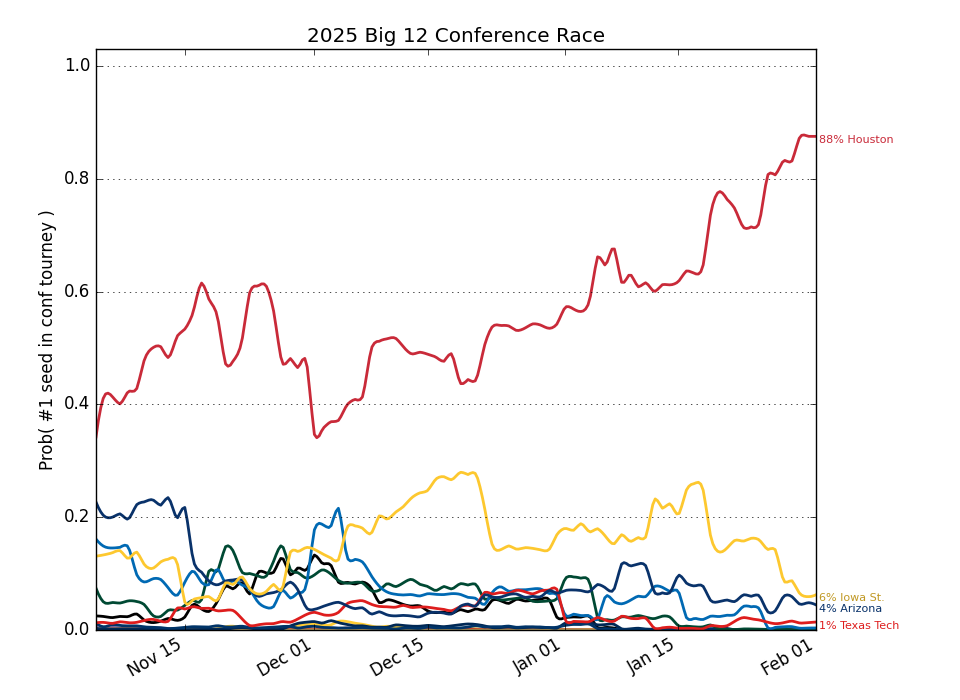 2025 Big 12 Conference Race
Prob( #1 seed in conf tourney )
1.0
0.8
0.6
0.4
0.2
0.0
88% Houston
6% Iowa St.
4% Arizona
1% Texas Tech
Nov 15
Dec 01
Dec 15
Jan 01
Jan 15
Feb 01